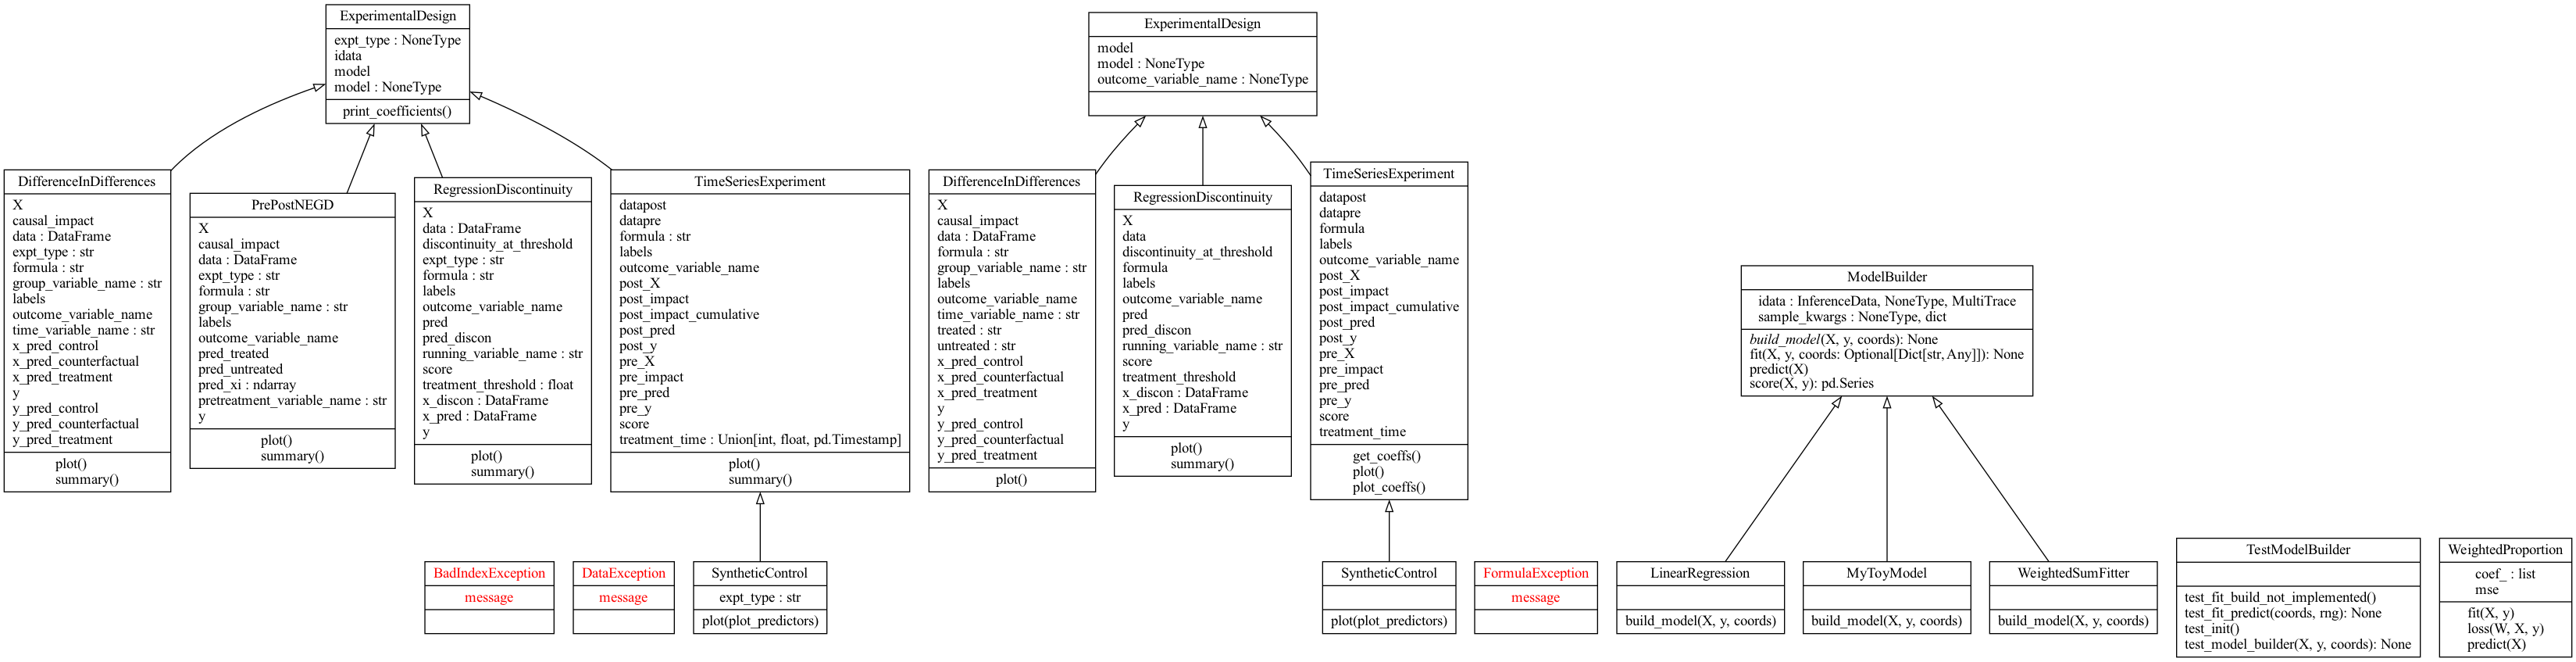 ExperimentalDesign
expt_type : NoneType
idata
model
model : NoneType
print_coefficients()
ExperimentalDesign
model
model : NoneType
outcome_variable_name : NoneType
DifferenceInDifferences
X
causal_impact
data : DataFrame
expt_type : str
formula : str
group_variable_name : str
labels
outcome_variable_name
time_variable_name : str
x_pred_control
x_pred_counterfactual
x_pred_treatment
y
y_pred_control
y_pred_counterfactual
y_pred_treatment
plot()
summary()
PrePostNEGD
X
causal_impact
data : DataFrame
expt_type : str
formula : str
group_variable_name : str
labels
outcome_variable_name
pred_treated
pred_untreated
pred_xi : ndarray
pretreatment_variable_name : str
y
plot()
summary()
RegressionDiscontinuity
X
data : DataFrame
discontinuity_at_threshold
expt_type : str
formula : str
labels
outcome_variable_name
pred
pred_discon
running_variable_name : str
score
treatment_threshold : float
x_discon : DataFrame
x_pred : DataFrame
y
plot()
summary()
TimeSeriesExperiment
datapost
datapre
formula : str
labels
outcome_variable_name
post_X
post_impact
post_impact_cumulative
post_pred
post_y
pre_X
pre_impact
pre_pred
pre_y
score
treatment_time : Union[int, float, pd.Timestamp]
plot()
summary()
DifferenceInDifferences
X
causal_impact
data : DataFrame
formula : str
group_variable_name : str
labels
outcome_variable_name
time_variable_name : str
treated : str
untreated : str
x_pred_control
x_pred_counterfactual
x_pred_treatment
y
y_pred_control
y_pred_counterfactual
y_pred_treatment
plot()
RegressionDiscontinuity
X
data
discontinuity_at_threshold
formula
labels
outcome_variable_name
pred
pred_discon
running_variable_name : str
score
treatment_threshold
x_discon : DataFrame
x_pred : DataFrame
y
plot()
summary()
TimeSeriesExperiment
datapost
datapre
formula
labels
outcome_variable_name
post_X
post_impact
post_impact_cumulative
post_pred
post_y
pre_X
pre_impact
pre_pred
pre_y
score
treatment_time
get_coeffs()
plot()
plot_coeffs()
ModelBuilder
idata : InferenceData, NoneType, MultiTrace
sample_kwargs : NoneType, dict
build_model(X, y, coords): None
fit(X, y, coords: Optional[Dict[str, Any]]): None
predict(X)
score(X, y): pd.Series
BadIndexException
message
DataException
message
SyntheticControl
expt_type : str
plot(plot_predictors)
SyntheticControl
plot(plot_predictors)
FormulaException
message
LinearRegression
build_model(X, y, coords)
MyToyModel
build_model(X, y, coords)
WeightedSumFitter
build_model(X, y, coords)
TestModelBuilder
test_fit_build_not_implemented()
test_fit_predict(coords, rng): None
test_init()
test_model_builder(X, y, coords): None
WeightedProportion
coef_ : list
mse
fit(X, y)
loss(W, X, y)
predict(X)